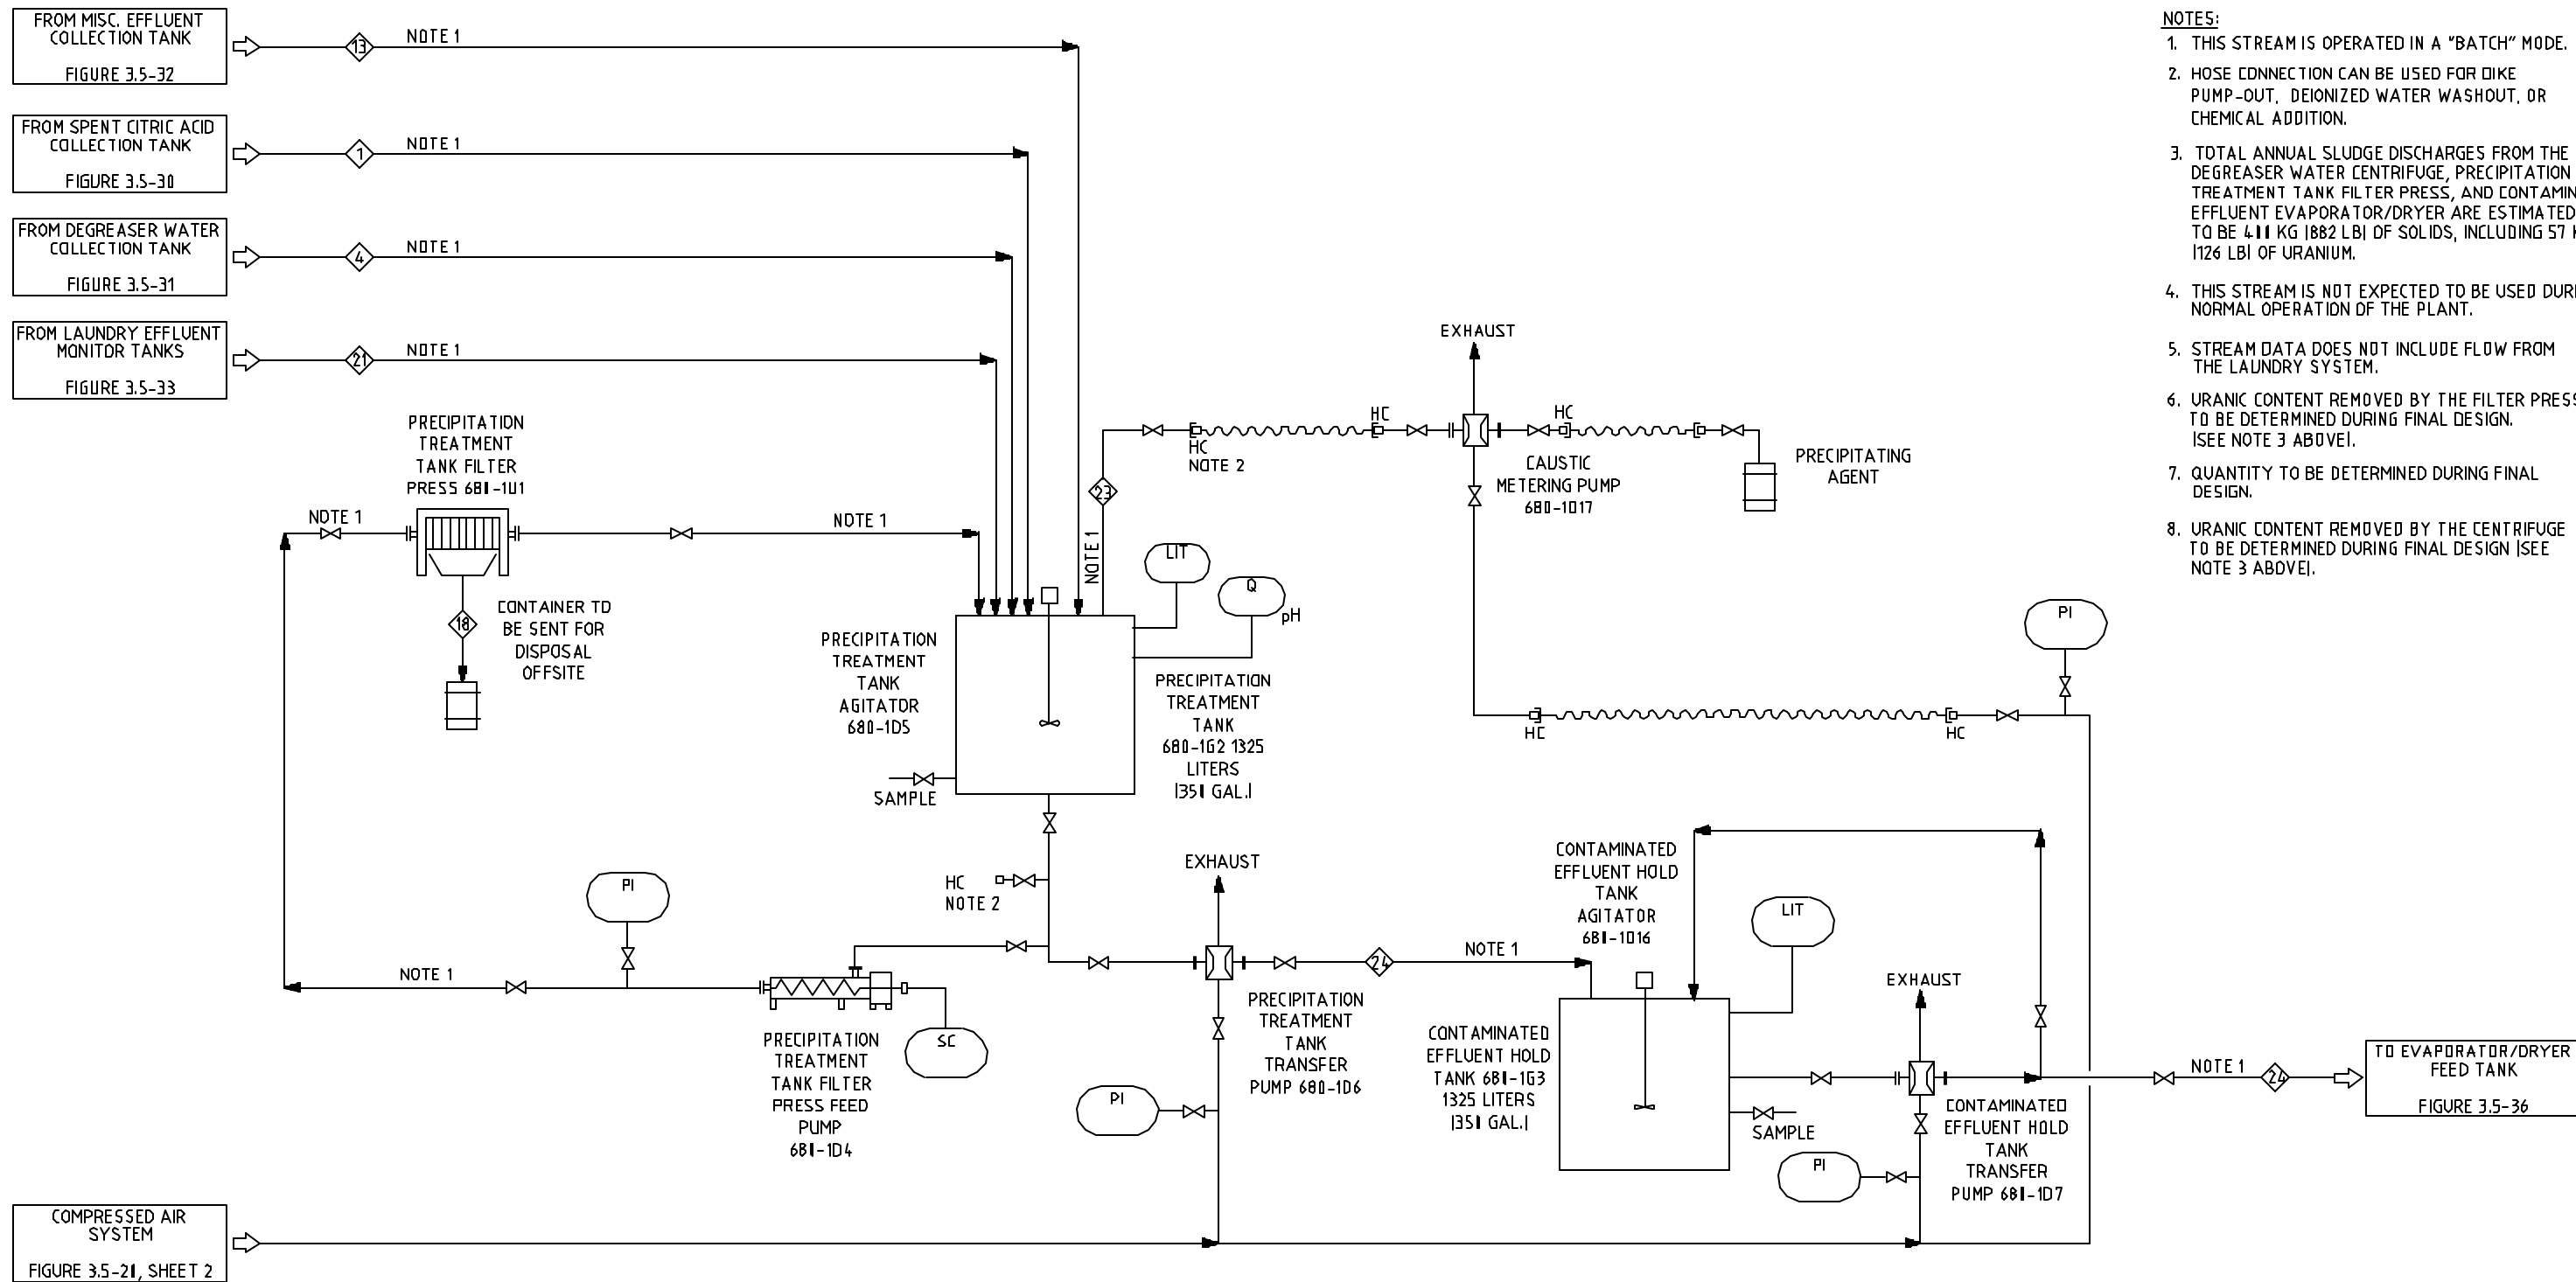 FROM MISC. EFFLUENT
COLLECTION TANK
FIGURE 3.5-32
13
NOTE 1
FROM SPENT CITRIC ACID
COLLECTION TANK
FIGURE 3.5-30
1
NOTE 1
FROM DEGREASER WATER
COLLECTION TANK
FIGURE 3.5-31
4
NOTE 1
FROM LAUNDRY EFFLUENT
MONITOR TANKS
FIGURE 3.5-33
21
NOTE 1
PRECIPITATION
TREATMENT
TANK FILTER
PRESS 680-1U1
NOTE 1
NOTE 1
18
CONTAINER TO
BE SENT FOR
DISPOSAL
OFFSITE
EXHAUST
HC
NOTE 2
HC
HC
CAUSTIC
METERING PUMP
680-1D17
PRECIPITATING
AGENT
23
NOTE 1
LIT
Q
pH
PRECIPITATION
TREATMENT
TANK
AGITATOR
680-1D5
PRECIPITATION
TREATMENT
TANK
680-1G2 1325
LITERS
(350 GAL.)
SAMPLE
PI
HC
HC
HC
NOTE 2
PI
NOTE 1
SC
PRECIPITATION
TREATMENT
TANK FILTER
PRESS FEED
PUMP
680-1D4
EXHAUST
24
NOTE 1
PRECIPITATION
TREATMENT
TANK
TRANSFER
PUMP 680-1D6
PI
CONTAMINATED
EFFLUENT HOLD
TANK
AGITATOR
680-1D16
LIT
CONTAMINATED
EFFLUENT HOLD
TANK 680-1G3
1325 LITERS
(350 GAL.)
SAMPLE
EXHAUST
CONTAMINATED
EFFLUENT HOLD
TANK
TRANSFER
PUMP 680-1D7
PI
NOTE 1
24
TO EVAPORATOR/DRYER
FEED TANK
FIGURE 3.5-36
COMPRESSED AIR
SYSTEM
FIGURE 3.5-20, SHEET 2
NOTES:
1. THIS STREAM IS OPERATED IN A "BATCH" MODE.
2. HOSE CONNECTION CAN BE USED FOR DIKE
PUMP-OUT, DEIONIZED WATER WASHOUT, OR
CHEMICAL ADDITION.
3. TOTAL ANNUAL SLUDGE DISCHARGES FROM THE
DEGREASER WATER CENTRIFUGE, PRECIPITATION
TREATMENT TANK FILTER PRESS, AND CONTAMIN
EFFLUENT EVAPORATOR/DRYER ARE ESTIMATED
TO BE 400 KG (882 LB) OF SOLIDS, INCLUDING 57 K
(126 LB) OF URANIUM.
4. THIS STREAM IS NOT EXPECTED TO BE USED DURI
NORMAL OPERATION OF THE PLANT.
5. STREAM DATA DOES NOT INCLUDE FLOW FROM
THE LAUNDRY SYSTEM.
6. URANIC CONTENT REMOVED BY THE FILTER PRESS
TO BE DETERMINED DURING FINAL DESIGN.
(SEE NOTE 3 ABOVE).
7. QUANTITY TO BE DETERMINED DURING FINAL
DESIGN.
8. URANIC CONTENT REMOVED BY THE CENTRIFUGE
TO BE DETERMINED DURING FINAL DESIGN (SEE
NOTE 3 ABOVE).